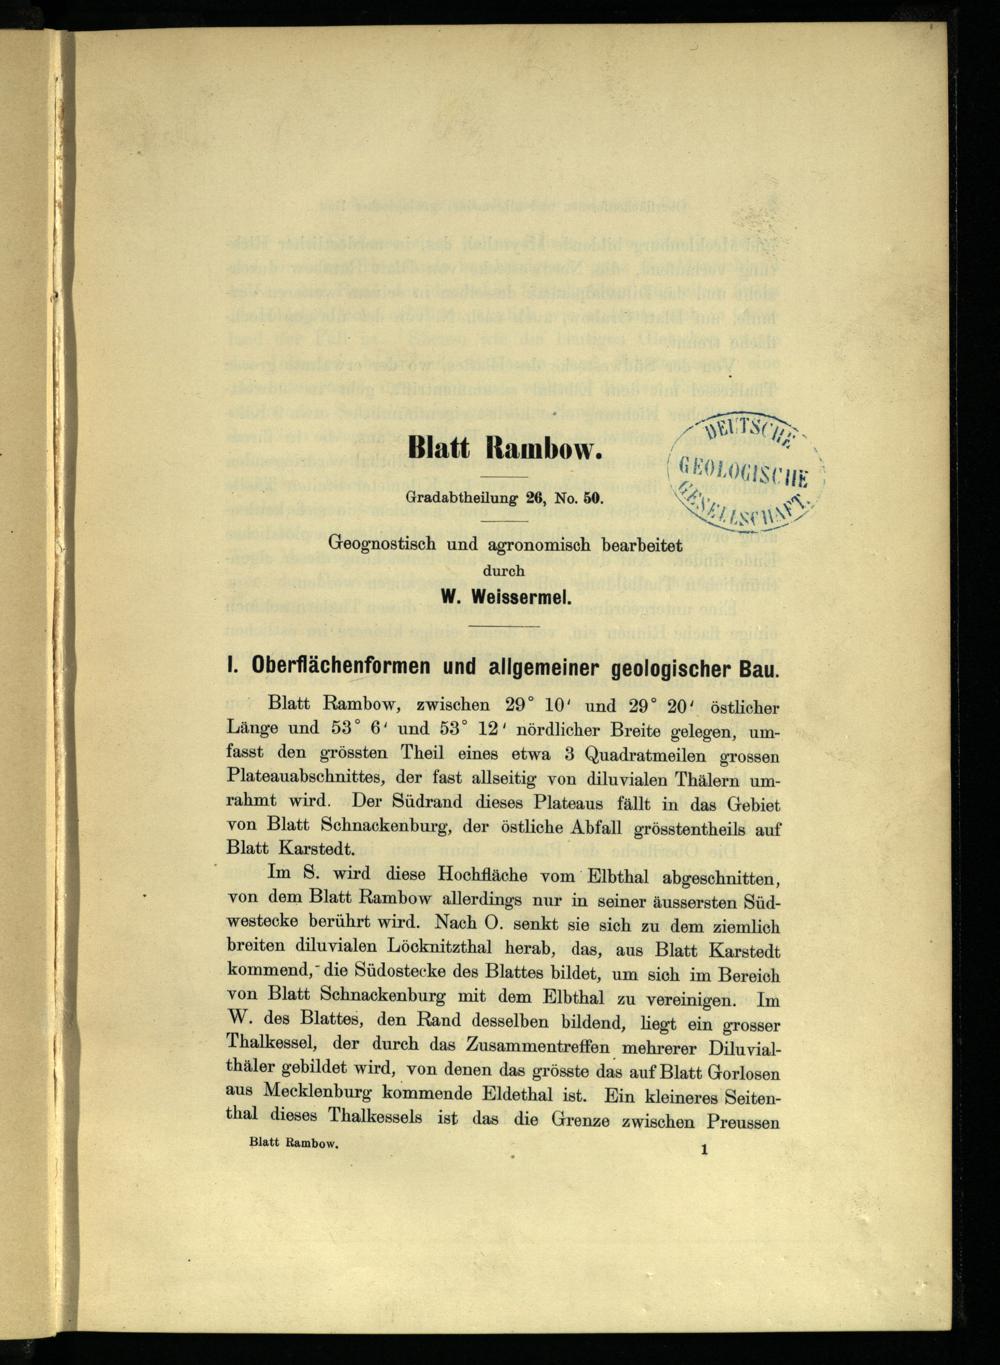 Blatt Rambow.
Gradabtheilung 26, No. 50.
Geognostisch und agronomisch bearbeitet
durch
W. Weissermel.
DEUTSCHE
GEOLOGISCHE
GESELLSCHAFT.
I. Oberflächenformen und allgemeiner geologischer Bau.
Blatt Rambow, zwischen 29° 10' und 29° 20' östlicher
Länge und 53° 6' und 53° 12' nördlicher Breite gelegen, um-
fasst den grössten Theil eines etwa 3 Quadratmeilen grossen
Plateauabschnittes, der fast allseitig von diluvialen Thälern um-
rahmt wird. Der Südrand dieses Plateaus fällt in das Gebiet
von Blatt Schnackenburg, der östliche Abfall grösstentheils auf
Blatt Karstedt.
Im S. wird diese Hochfläche vom Elbthal abgeschnitten,
von dem Blatt Rambow allerdings nur in seiner äussersten Süd-
westecke berührt wird. Nach O. senkt sie sich zu dem ziemlich
breiten diluvialen Löcknitzthal herab, das, aus Blatt Karstedt
kommend, die Südostecke des Blattes bildet, um sich im Bereich
von Blatt Schnackenburg mit dem Elbthal zu vereinigen. Im
W. des Blattes, den Rand desselben bildend, liegt ein grosser
Thalkessel, der durch das Zusammentreffen mehrerer Diluvial-
thäler gebildet wird, von denen das grösste das auf Blatt Gorlosen
aus Mecklenburg kommende Eldethal ist. Ein kleineres Seiten-
thal dieses Thalkessels ist das die Grenze zwischen Preussen
Blatt Rambow.
1